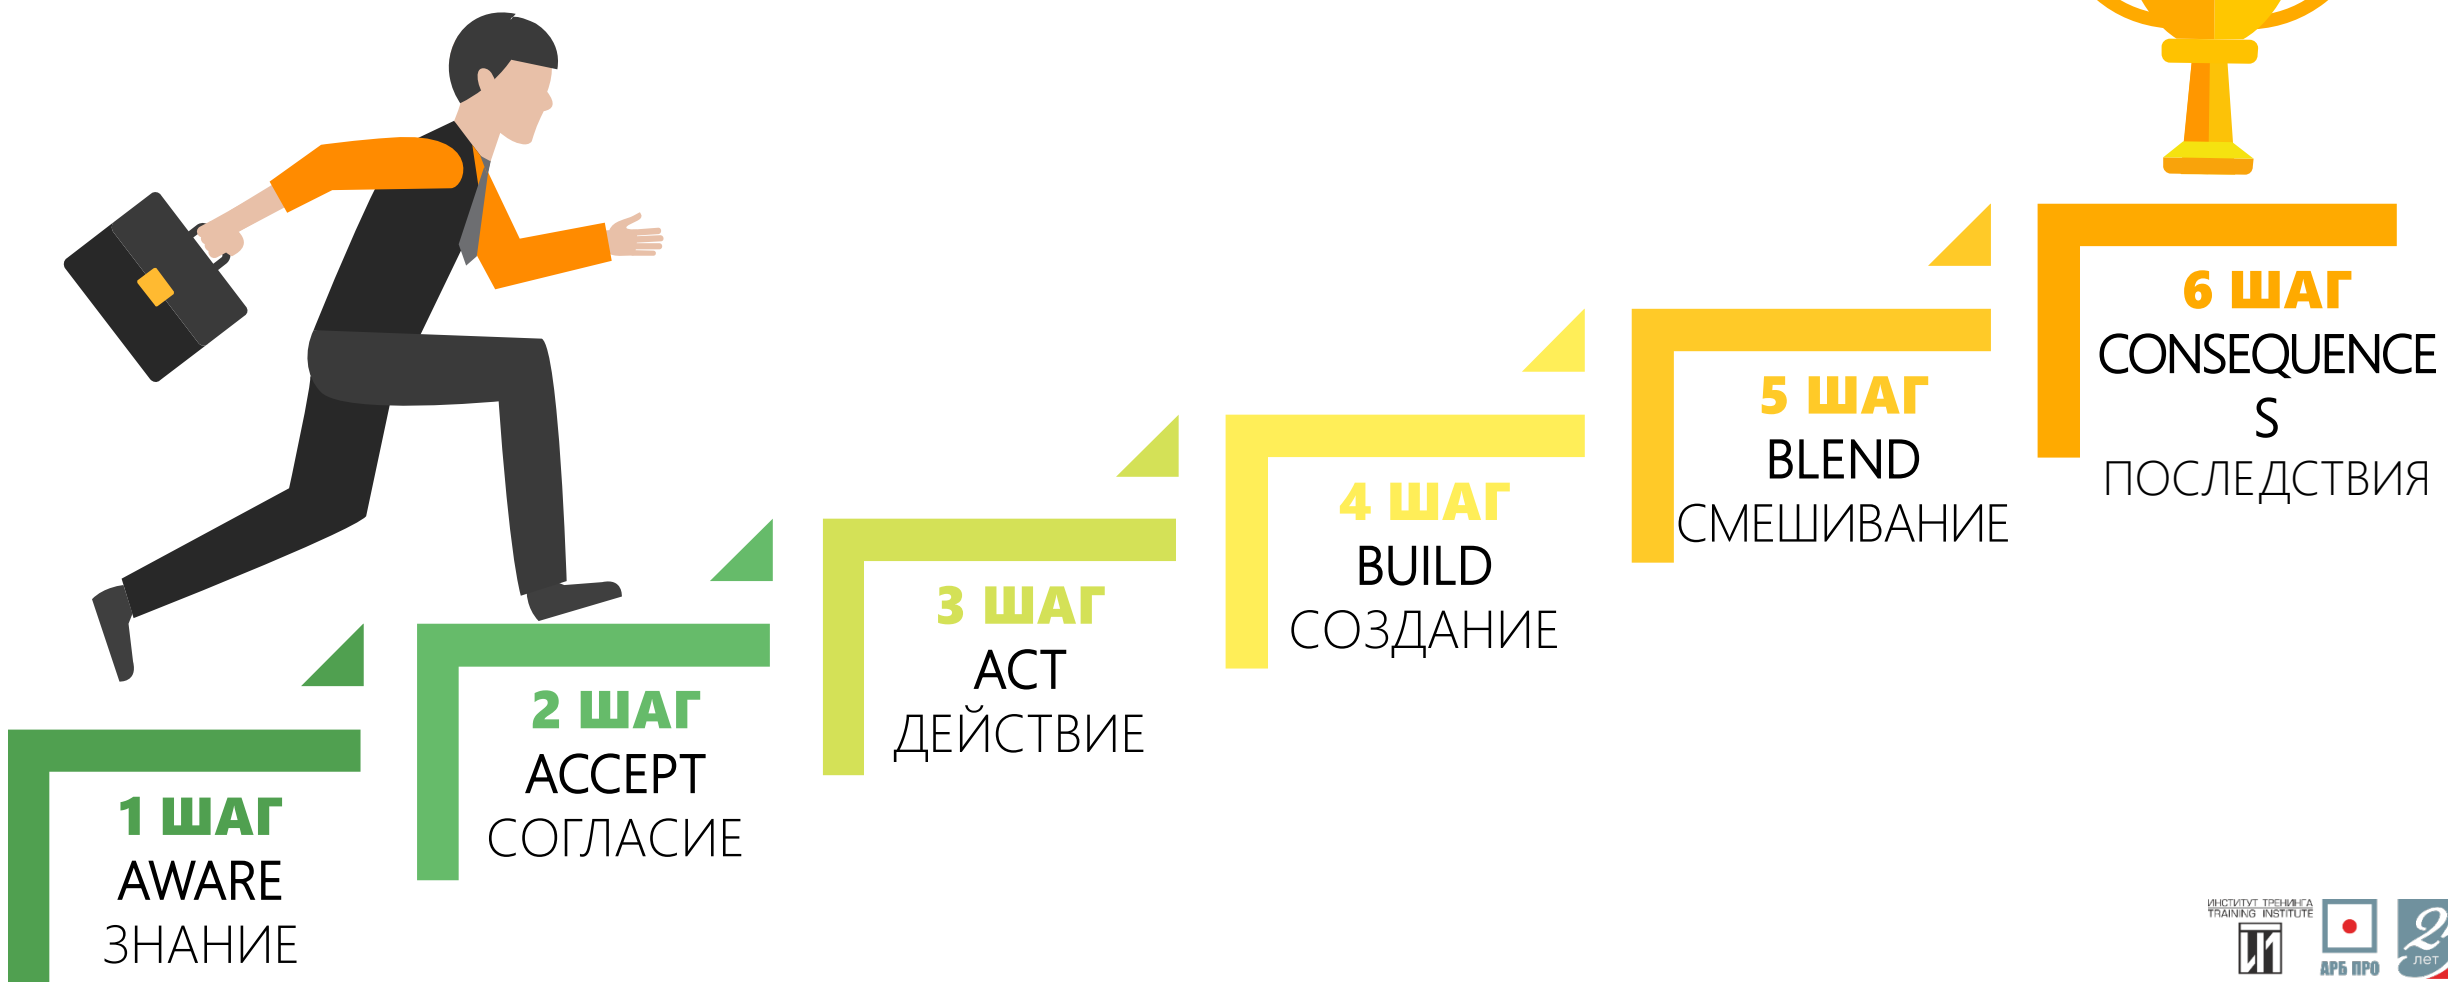 1 ШАГ
AWARE
ЗНАНИЕ
2 ШАГ
ACCEPT
СОГЛАСИЕ
3 ШАГ
ACT
ДЕЙСТВИЕ
4 ШАГ
BUILD
СОЗДАНИЕ
5 ШАГ
BLEND
СМЕШИВАНИЕ
6 ШАГ
CONSEQUENCE
S
ПОСЛЕДСТВИЯ
ИНСТИТУТ ТРЕНИНГА
TRAINING INSTITUTE
АРБ ПРО
лет